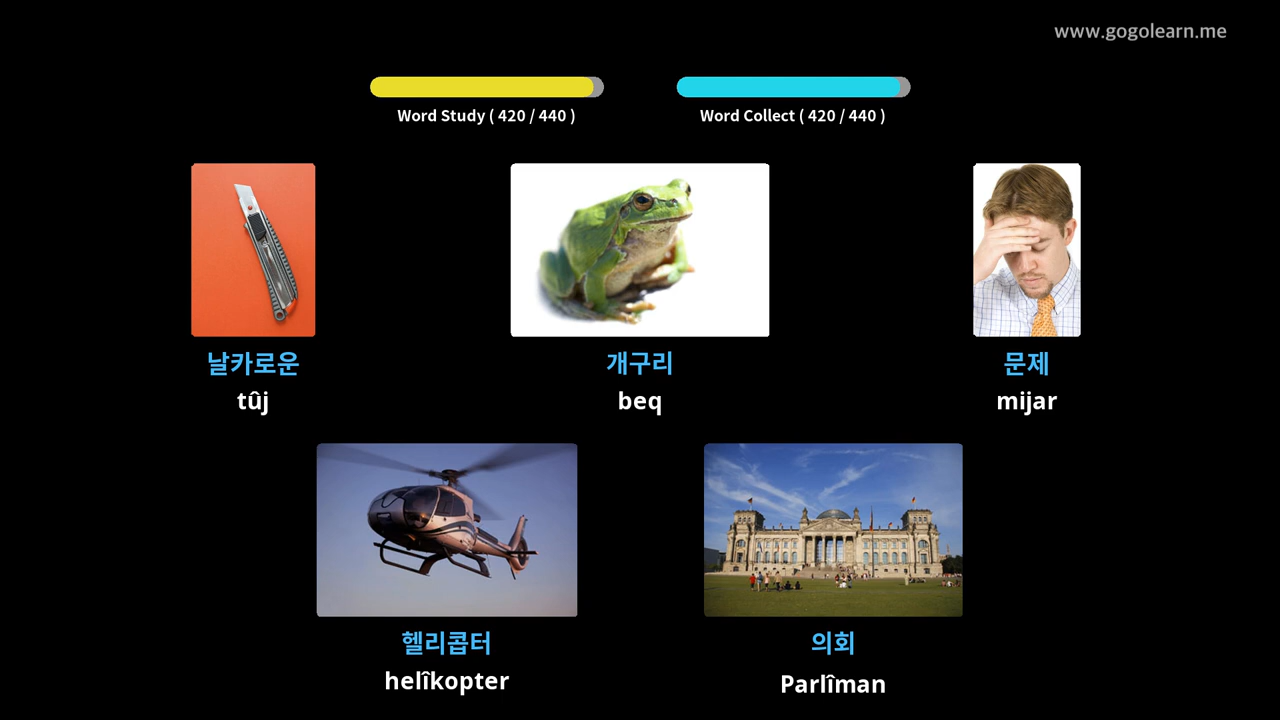 www.gogolearn.me
Word Study ( 420 / 440 )
Word Collect ( 420 / 440 )
날카로운
tûj
개구리
beq
문제
mijar
헬리콥터
helîkopter
의회
Parlîman